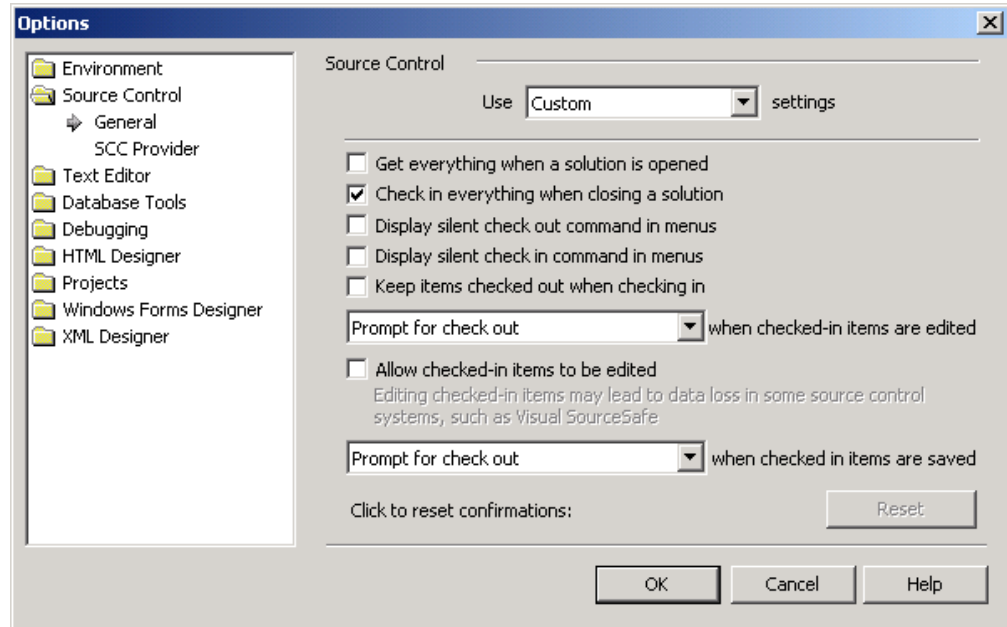 Options
Environment
Source Control
General
SCC Provider
Text Editor
Database Tools
Debugging
HTML Designer
Projects
Windows Forms Designer
XML Designer
Source Control
Use Custom settings
Get everything when a solution is opened
Check in everything when closing a solution
Display silent check out command in menus
Display silent check in command in menus
Keep items checked out when checking in
Prompt for check out when checked-in items are edited
Allow checked-in items to be edited
Editing checked-in items may lead to data loss in some source control
systems, such as Visual SourceSafe
Prompt for check out when checked in items are saved
Click to reset confirmations: Reset
OK Cancel Help